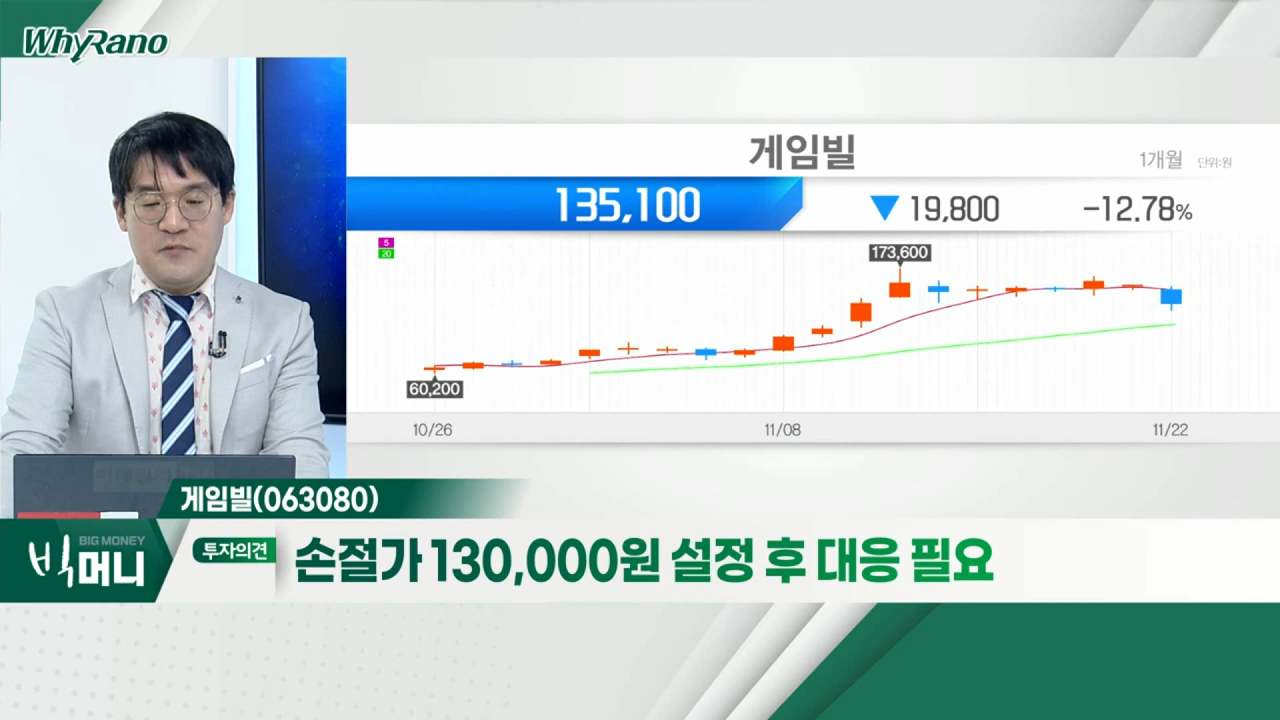 WhyRano
게임빌
1개월 단위:원
135,100 ▼ 19,800 -12.78%
5
20
173,600
60,200
10/26 11/08 11/22
게임빌(063080)
BIG MONEY
빅머니
투자의견 손절가 130,000원 설정 후 대응 필요